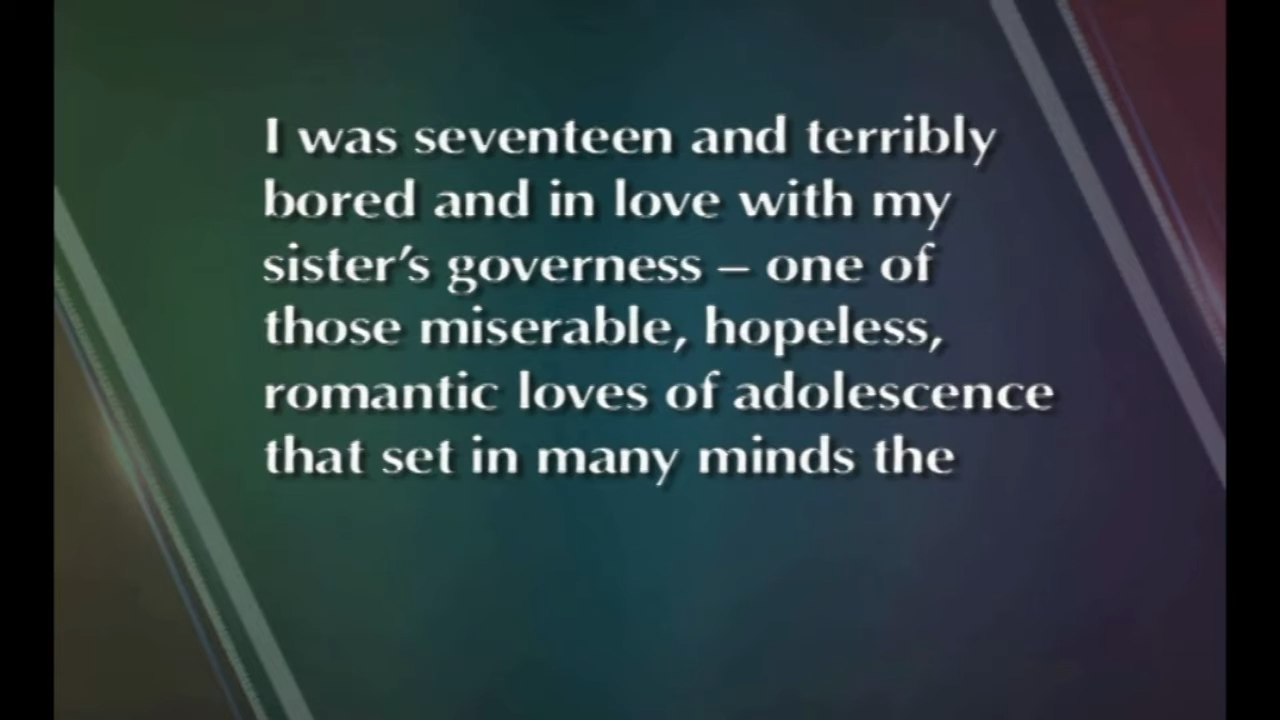 I was seventeen and terribly
bored and in love with my
sister’s governess – one of
those miserable, hopeless,
romantic loves of adolescence
that set in many minds the